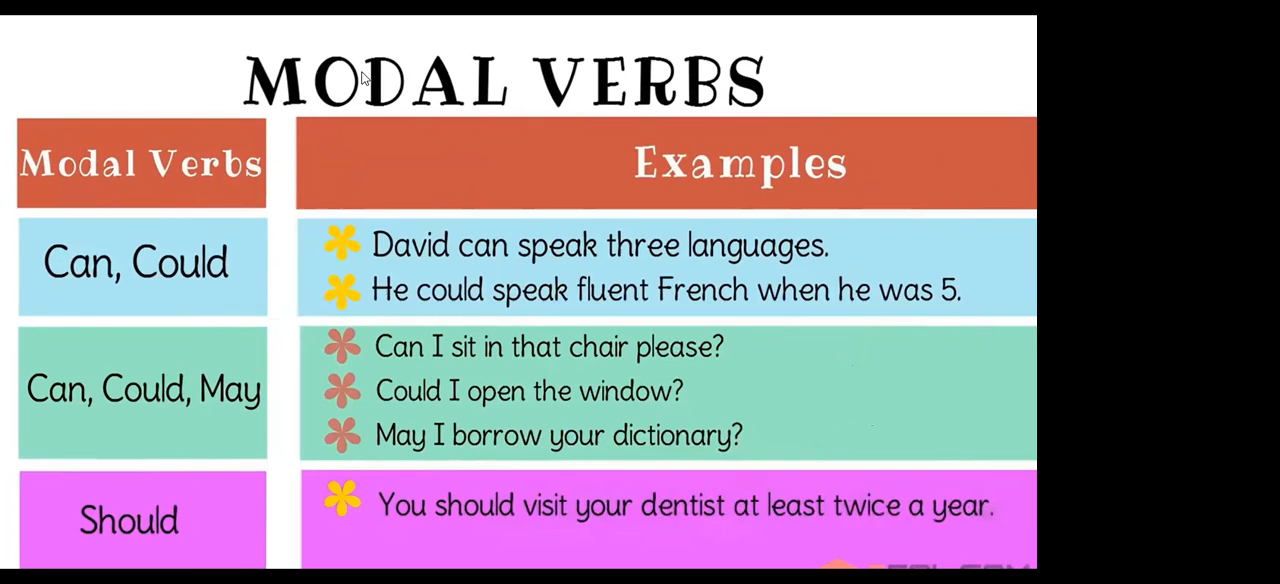 MODAL VERBS
Modal Verbs
Examples
Can, Could
David can speak three languages.
He could speak fluent French when he was 5.
Can, Could, May
Can I sit in that chair please?
Could I open the window?
May I borrow your dictionary?
Should
You should visit your dentist at least twice a year.